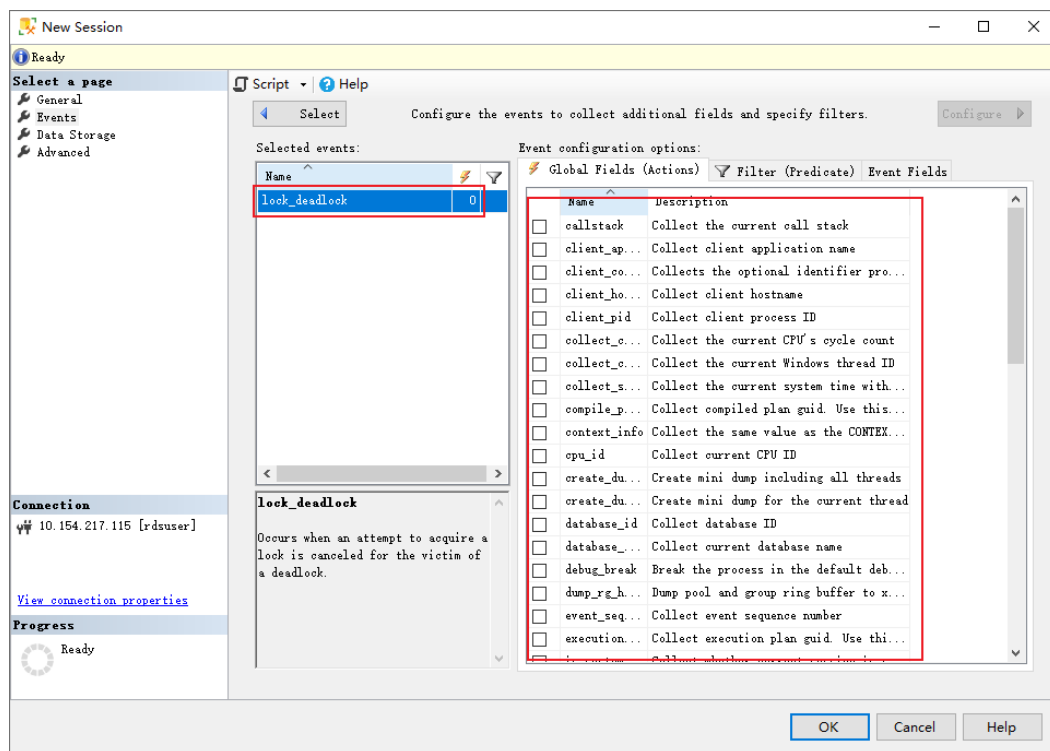 New Session
Ready
Select a page
General
Events
Data Storage
Advanced
Script
Help
Select
Configure the events to collect additional fields and specify filters.
Configure
Selected events:
Name
lock_deadlock 0
Event configuration options:
Global Fields (Actions) Filter (Predicate) Event Fields
Name Description
callstack Collect the current call stack
client_ap... Collect client application name
client_co... Collects the optional identifier pro...
client_ho... Collect client hostname
client_pid Collect client process ID
collect_c... Collect the current CPU's cycle count
collect_c... Collect the current Windows thread ID
collect_s... Collect the current system time with...
compile_p... Collect compiled plan guid. Use this...
context_info Collect the same value as the CONTEX...
cpu_id Collect current CPU ID
create_du... Create mini dump including all threads
create_du... Create mini dump for the current thread
database_id Collect database ID
database_... Collect current database name
debug_break Break the process in the default deb...
dump_rg_h... Dump pool and group ring buffer to x...
event_seq... Collect event sequence number
execution... Collect execution plan guid. Use thi...
lock_deadlock
Occurs when an attempt to acquire a
lock is canceled for the victim of
a deadlock.
Connection
10.154.217.115 [rdsuser]
View connection properties
Progress
Ready
OK
Cancel
Help